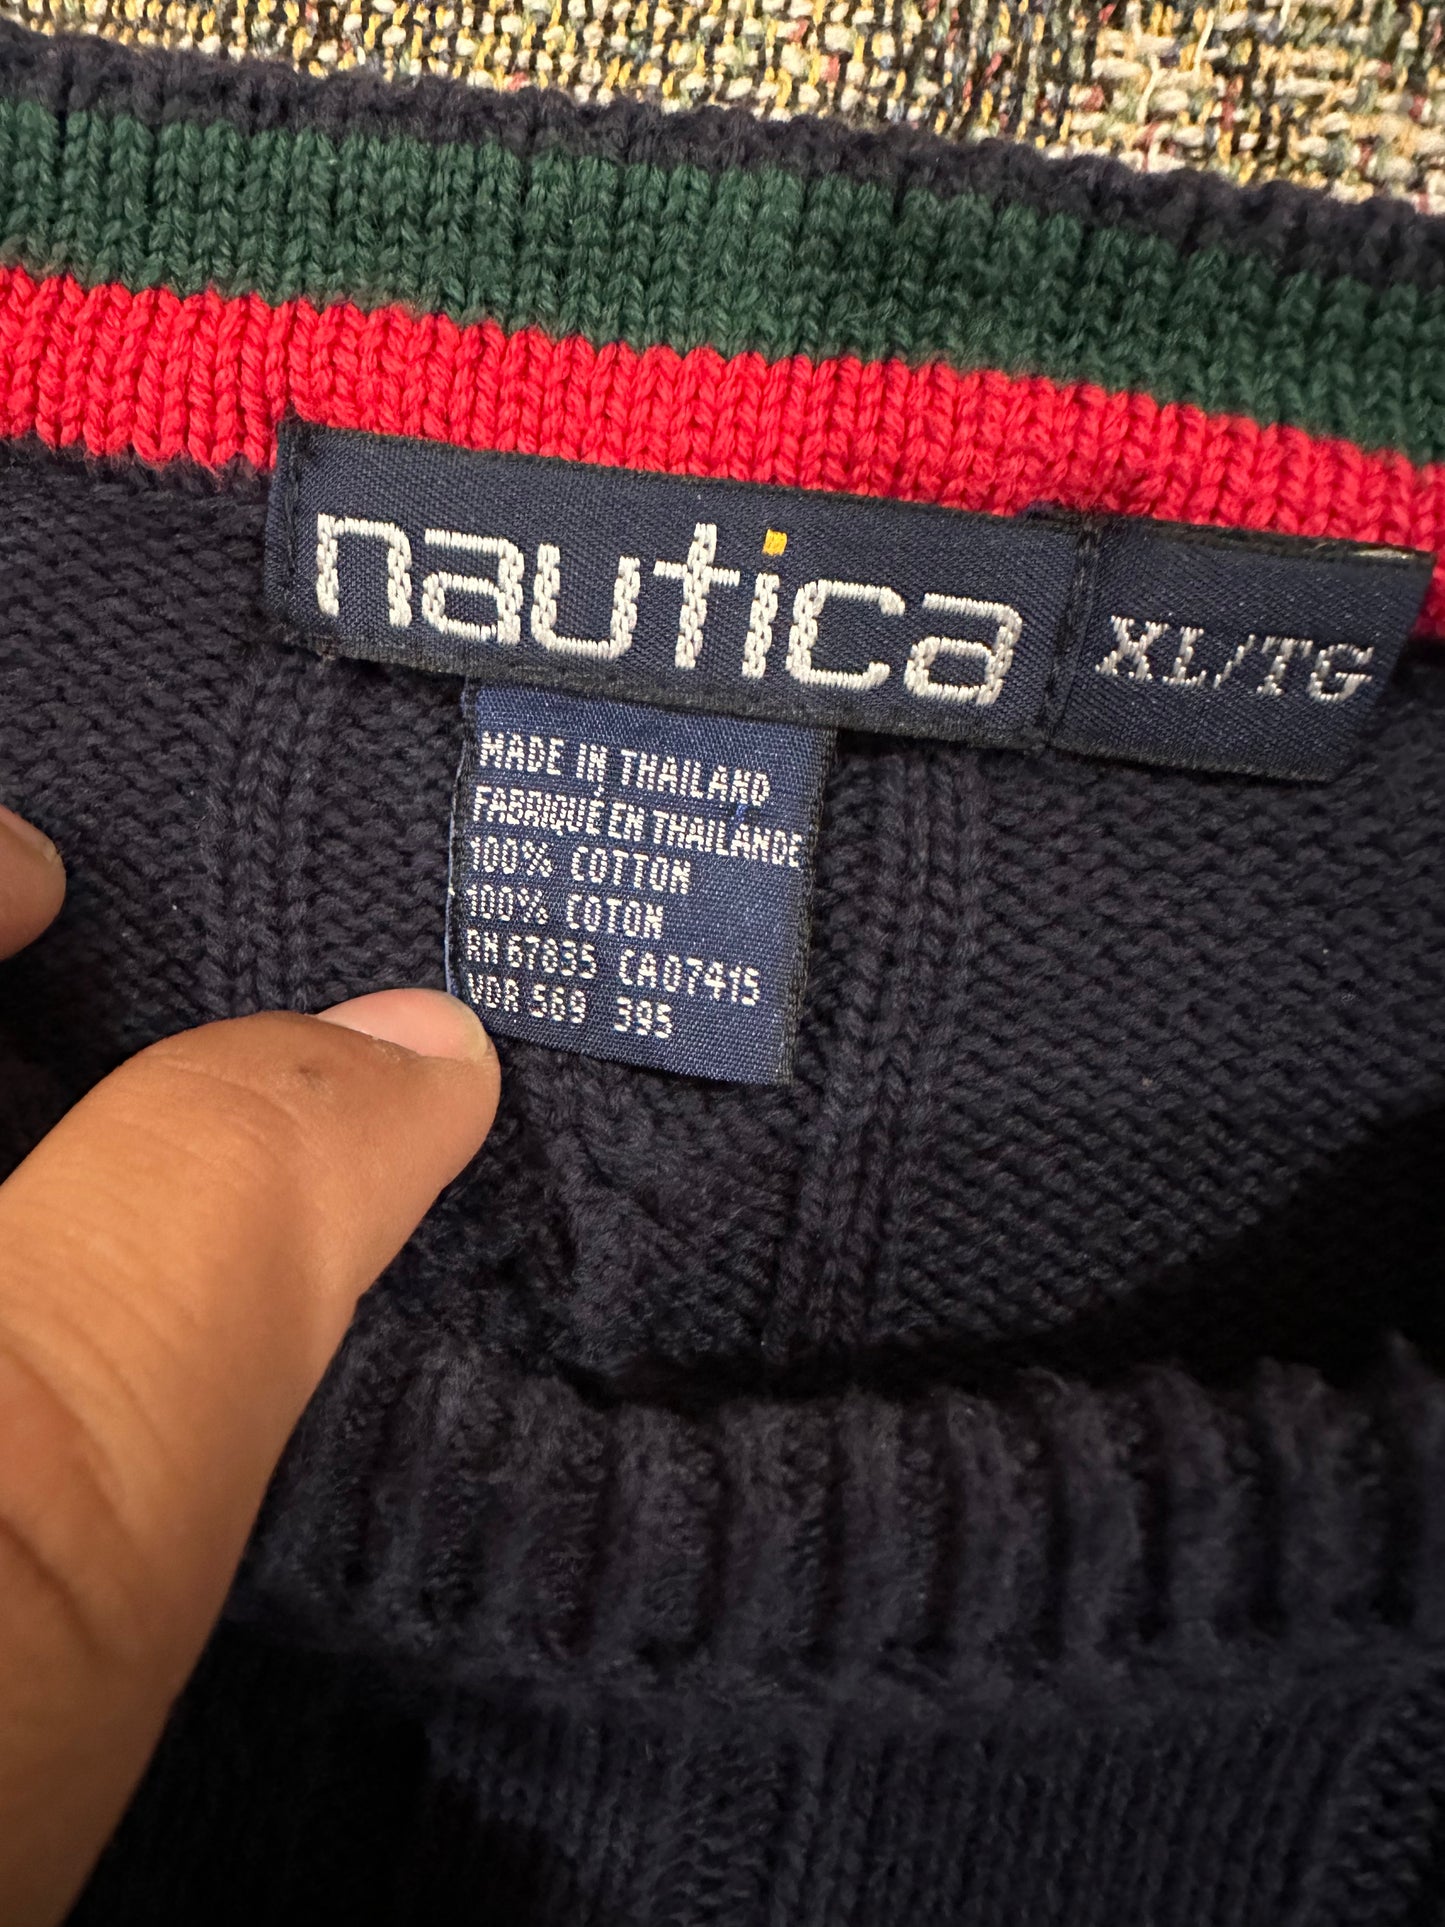 nautica
XL/TG
MADE IN THAILAND
FABRIQUÉ EN THAILANDE
100% COTTON
100% COTON
RN 67835 CA07415
VDR 569 395